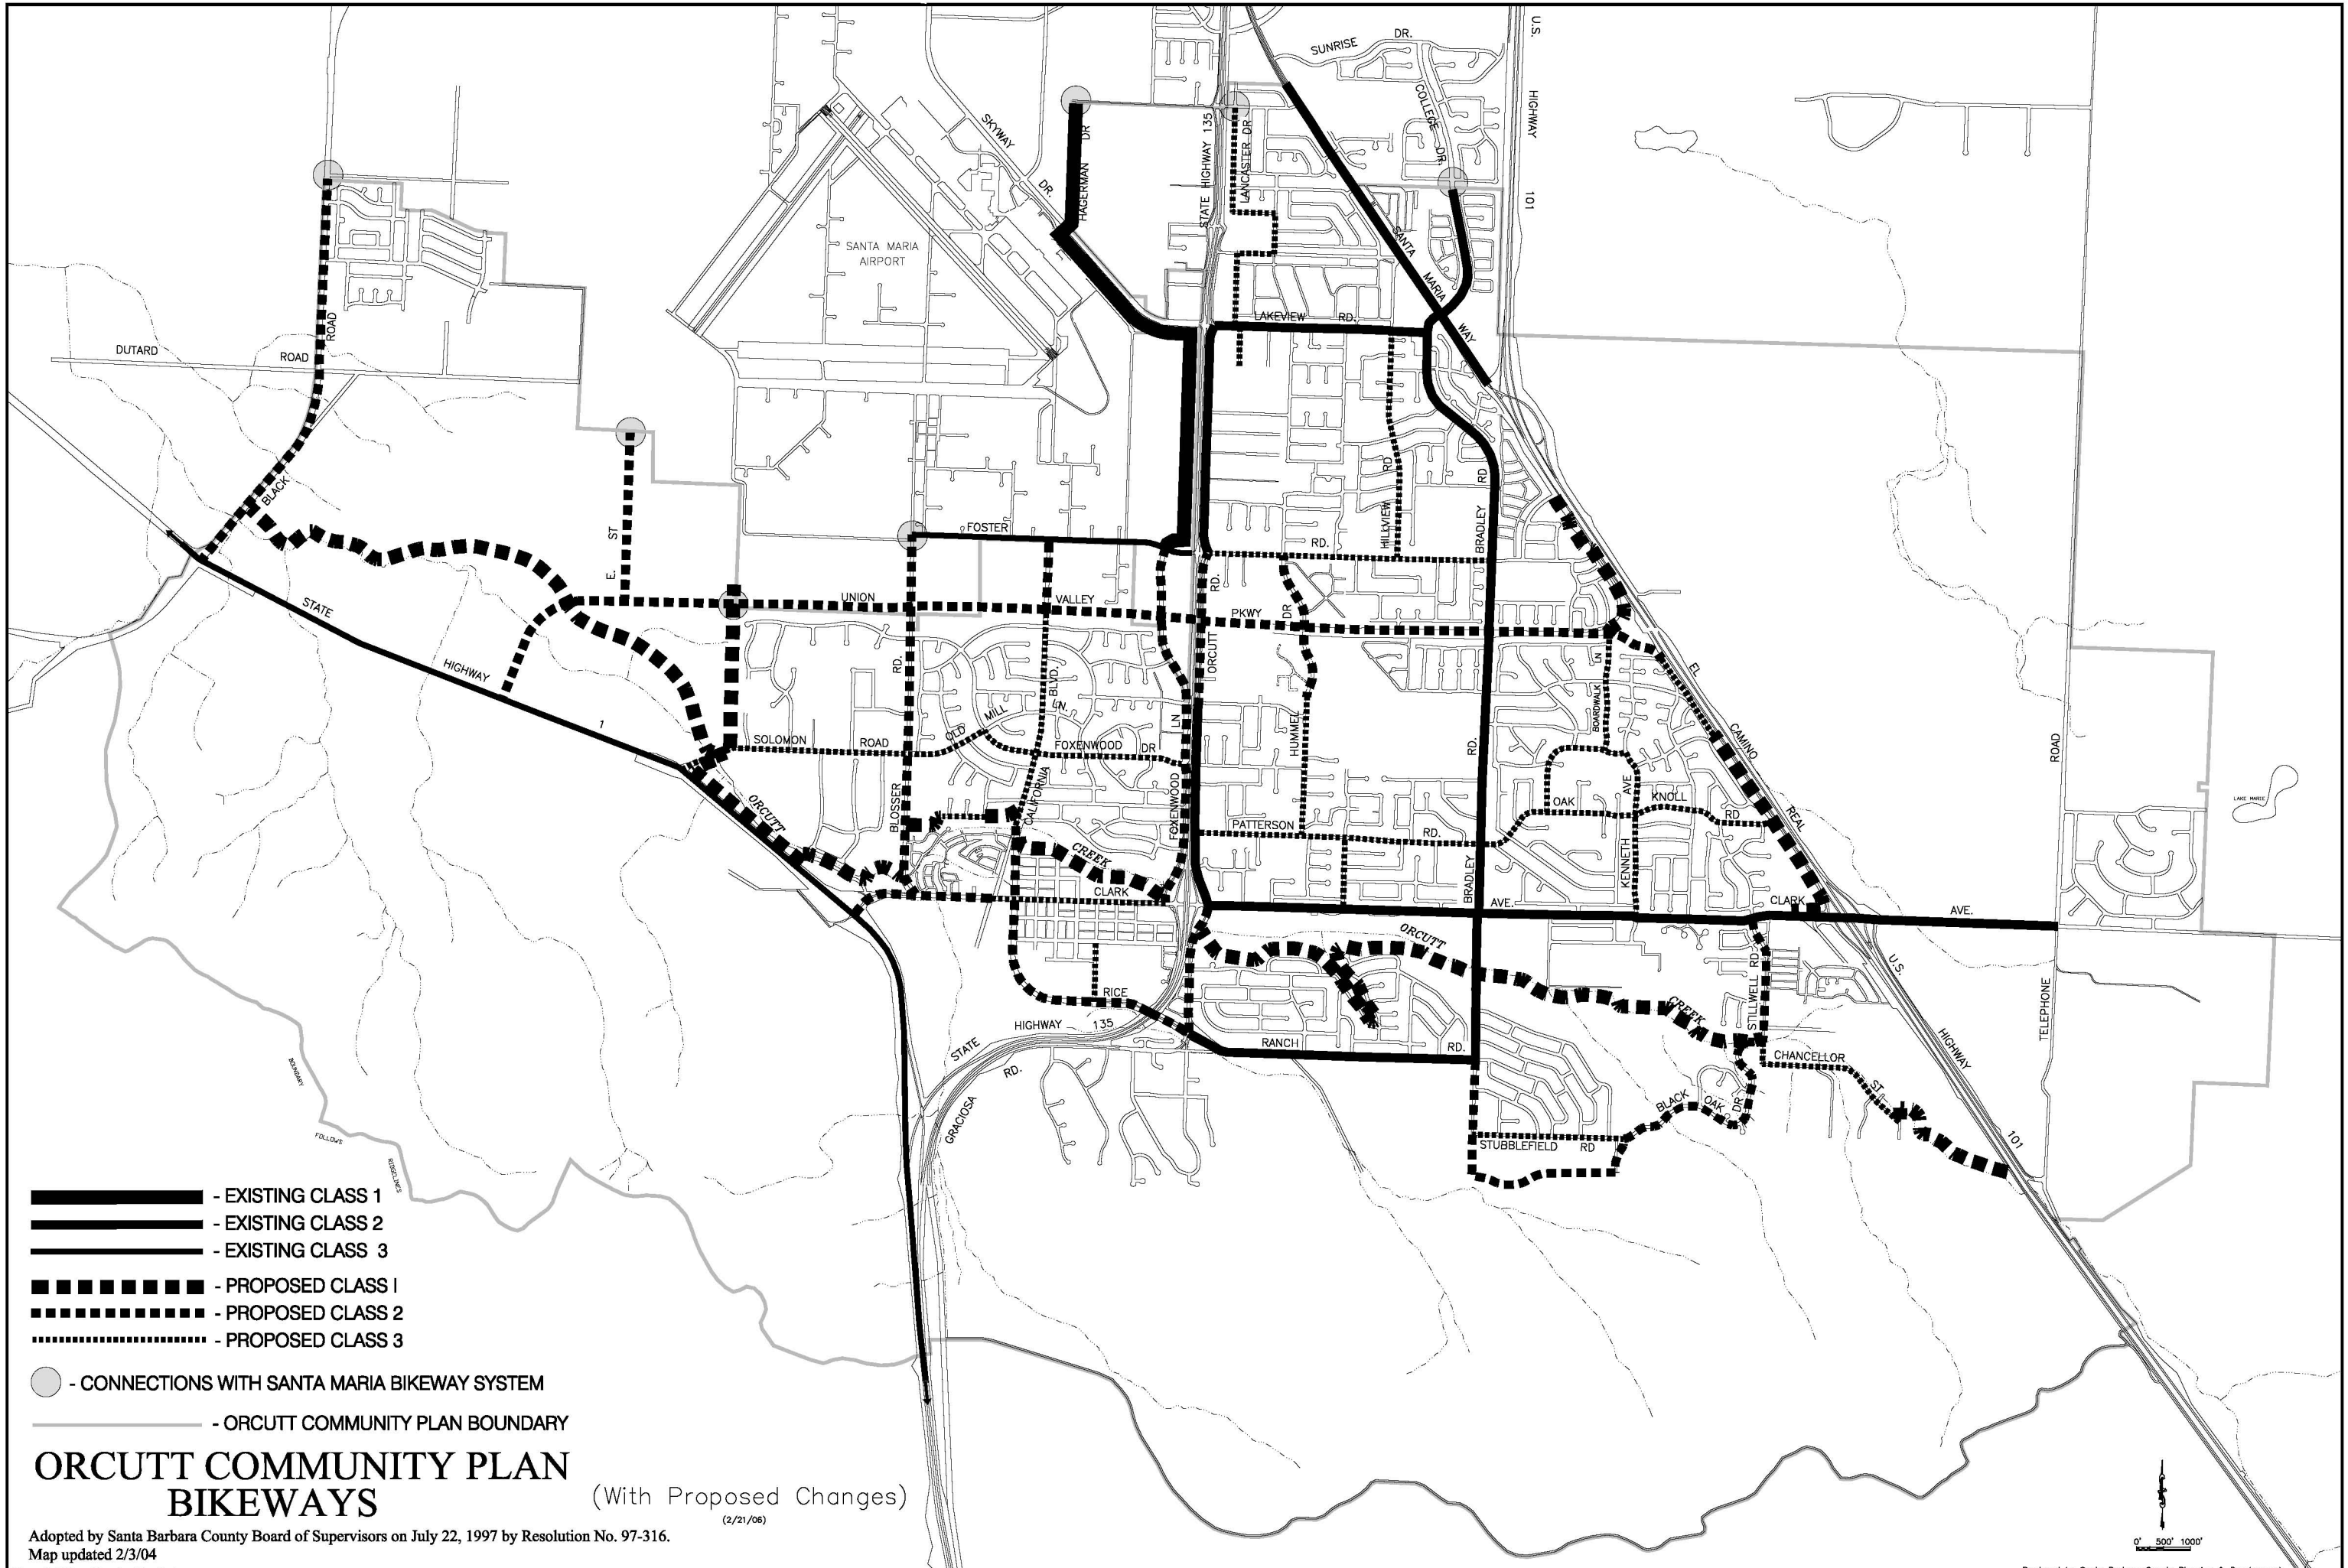 SUNRISE
DR.
U.S.
HIGHWAY
101
COLLEGE
DR.
SKYWAY
DR.
HAGERMAN
DR
STATE HIGHWAY 135
LANCASTER DR.
SANTA
MARIA
WAY
SANTA MARIA
AIRPORT
LAKEVIEW
RD.
DUTARD
ROAD
ROAD
BLACK
E. ST
FOSTER
RD.
HILLVIEW
RD
BRADLEY
RD
STATE
HIGHWAY
1
UNION
VALLEY
PKWY
ORCUTT
RD.
HUMMEL
DR
SOLOMON
ROAD
OLD
MILL
LN.
FOXENWOOD
DR
BLVD.
CALIFORNIA
FOXENWOOD
LN
BLOSSER
RD.
BOARDWALK
LN
EL
CAMINO
REAL
ROAD
LAKE MARIE
ORCUTT
CREEK
OAK
KNOLL
RD
KENNETH
AVE
PATTERSON
RD.
BRADLEY
RD.
CLARK
AVE.
CLARK
AVE.
ORCUTT
CREEK
STILLWELL
RD
U.S.
HIGHWAY
101
TELEPHONE
RICE
RANCH
RD.
STATE
HIGHWAY
135
GRACIOSA
RD.
CHANCELLOR
ST
BLACK
OAK
DR
STUBBLEFIELD
RD
BOUNDARY
FOLLOWS
RIDGELINES
- EXISTING CLASS 1
- EXISTING CLASS 2
- EXISTING CLASS 3
- PROPOSED CLASS I
- PROPOSED CLASS 2
- PROPOSED CLASS 3
- CONNECTIONS WITH SANTA MARIA BIKEWAY SYSTEM
- ORCUTT COMMUNITY PLAN BOUNDARY
ORCUTT COMMUNITY PLAN
BIKEWAYS
(With Proposed Changes)
(2/21/06)
Adopted by Santa Barbara County Board of Supervisors on July 22, 1997 by Resolution No. 97-316.
Map updated 2/3/04
0' 500' 1000'